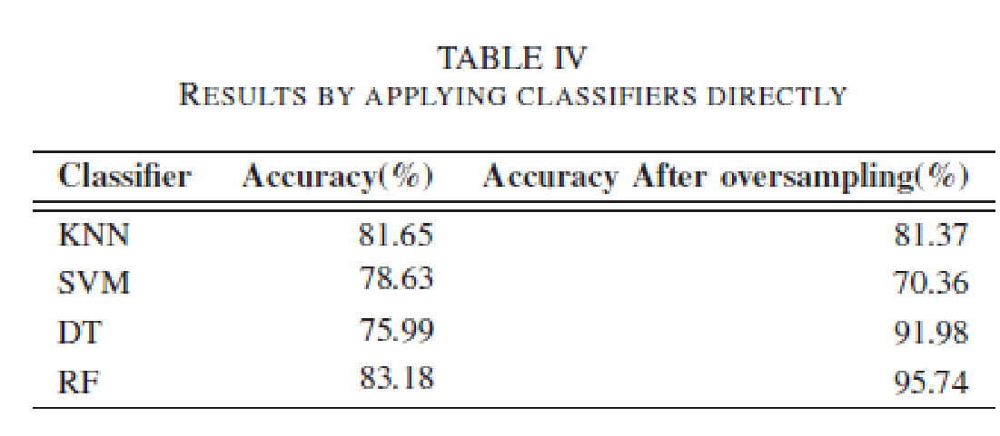 TABLE IV
RESULTS BY APPLYING CLASSIFIERS DIRECTLY
Classifier Accuracy(%) Accuracy After oversampling(%)
KNN 81.65 81.37
SVM 78.63 70.36
DT 75.99 91.98
RF 83.18 95.74